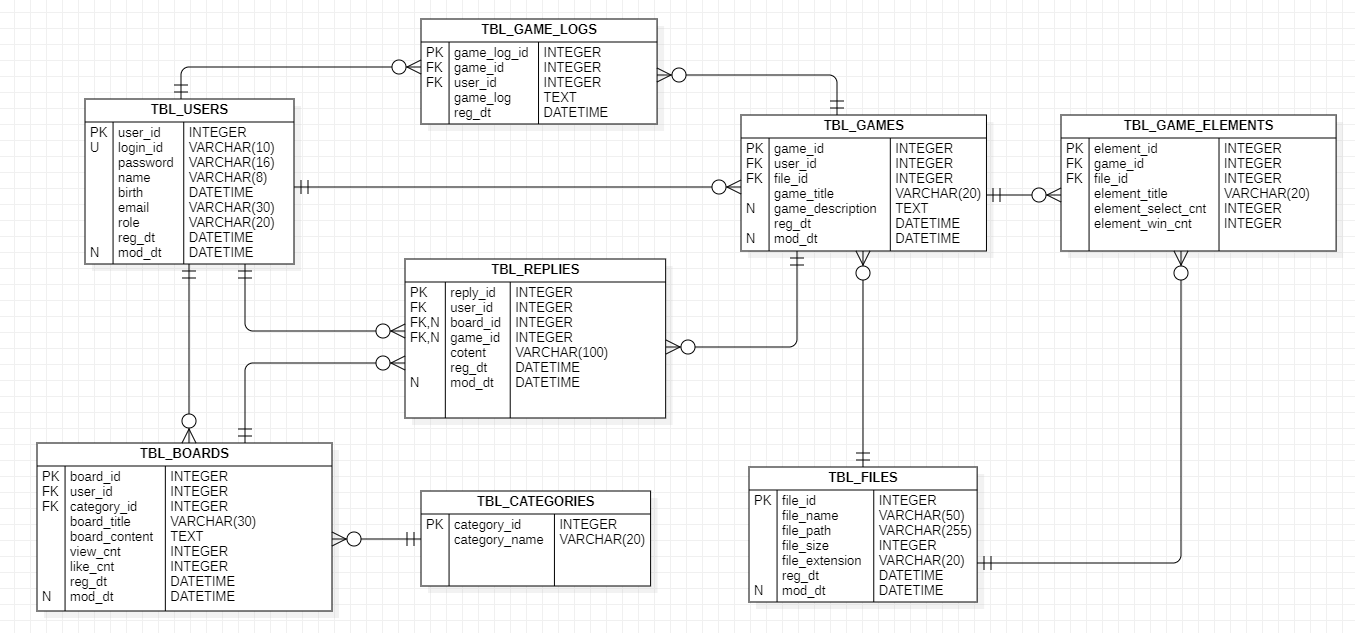 TBL_GAME_LOGS
PK game_log_id INTEGER
FK game_id INTEGER
FK user_id INTEGER
game_log TEXT
reg_dt DATETIME
TBL_USERS
PK user_id INTEGER
U login_id VARCHAR(10)
password VARCHAR(16)
name VARCHAR(8)
birth DATETIME
email VARCHAR(30)
role VARCHAR(20)
reg_dt DATETIME
N mod_dt DATETIME
TBL_GAMES
PK game_id INTEGER
FK user_id INTEGER
FK file_id INTEGER
game_title VARCHAR(20)
N game_description TEXT
reg_dt DATETIME
N mod_dt DATETIME
TBL_GAME_ELEMENTS
PK element_id INTEGER
FK game_id INTEGER
FK file_id INTEGER
element_title VARCHAR(20)
element_select_cnt INTEGER
element_win_cnt INTEGER
TBL_REPLIES
PK reply_id INTEGER
FK user_id INTEGER
FK,N board_id INTEGER
FK,N game_id INTEGER
cotent VARCHAR(100)
reg_dt DATETIME
N mod_dt DATETIME
TBL_BOARDS
PK board_id INTEGER
FK user_id INTEGER
FK category_id INTEGER
board_title VARCHAR(30)
board_content TEXT
view_cnt INTEGER
like_cnt INTEGER
reg_dt DATETIME
N mod_dt DATETIME
TBL_CATEGORIES
PK category_id INTEGER
category_name VARCHAR(20)
TBL_FILES
PK file_id INTEGER
file_name VARCHAR(50)
file_path VARCHAR(255)
file_size INTEGER
file_extension VARCHAR(20)
reg_dt DATETIME
N mod_dt DATETIME